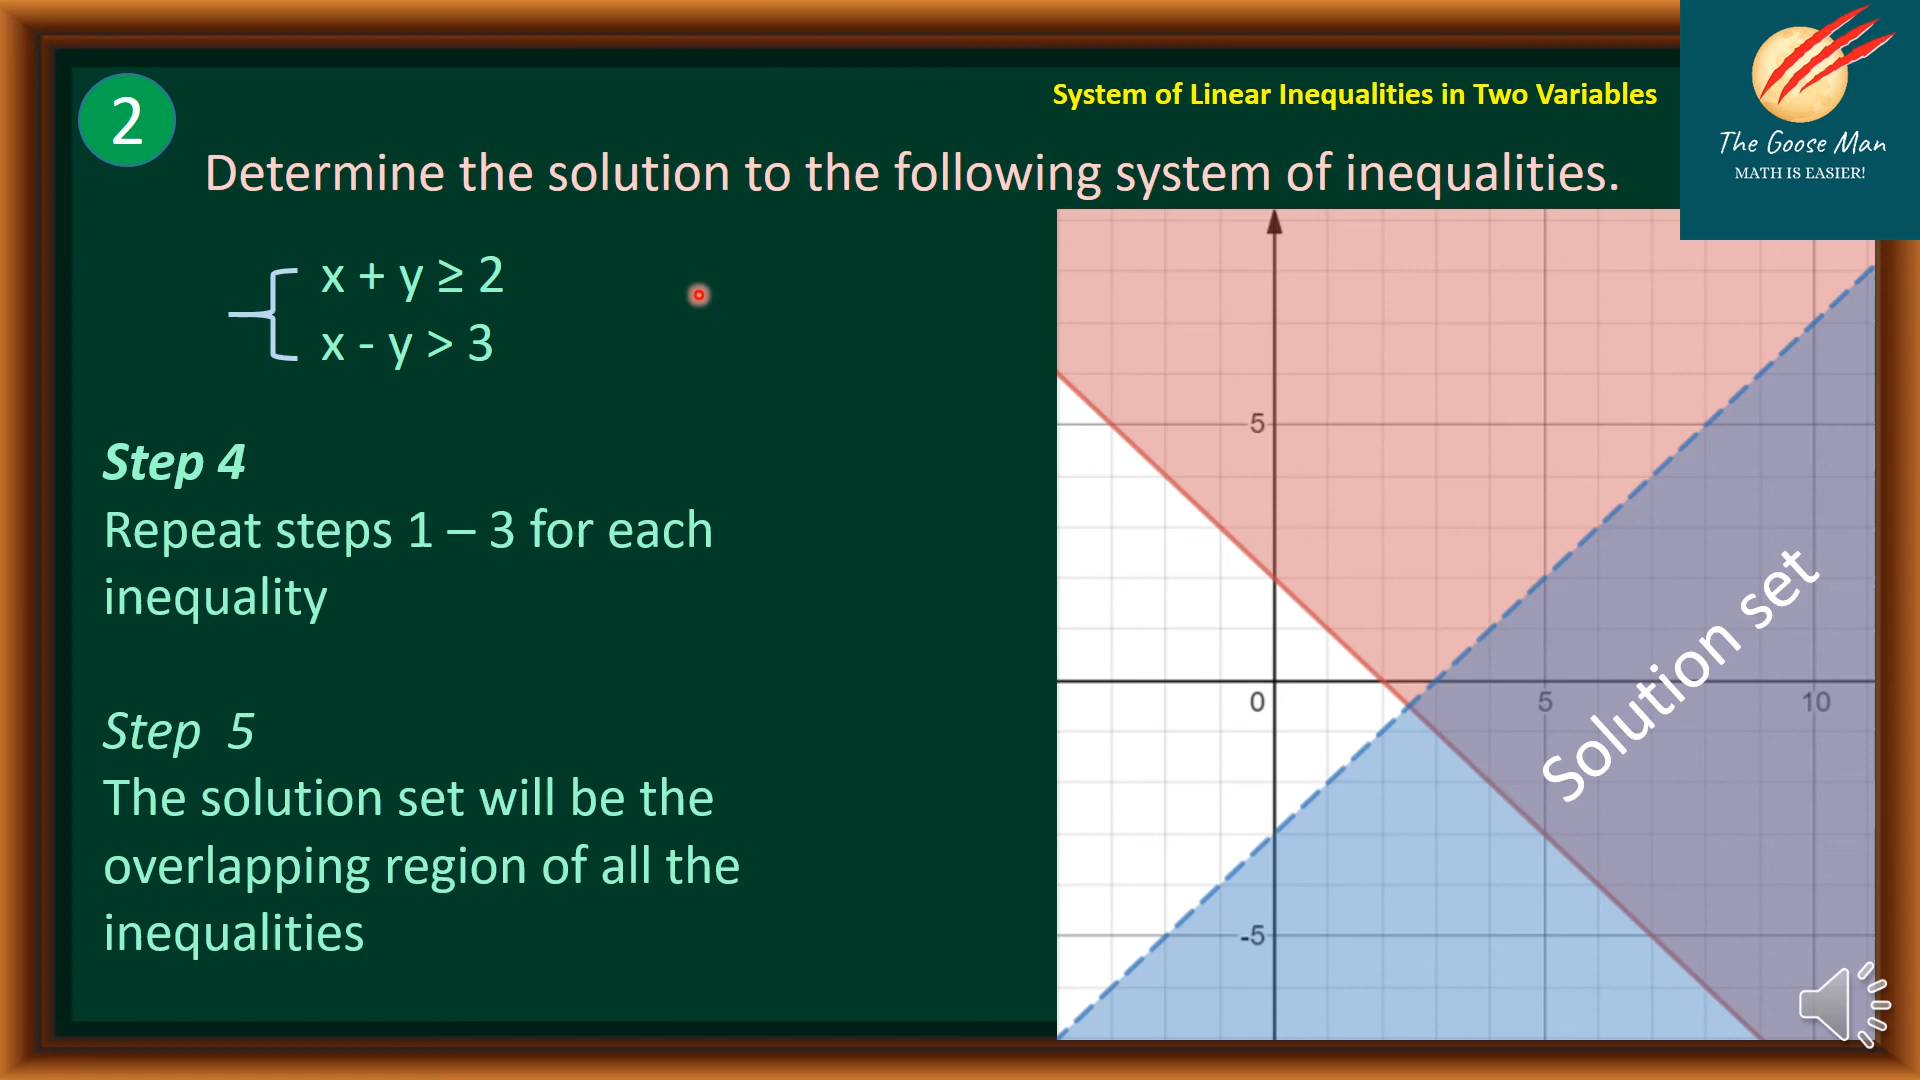 2
System of Linear Inequalities in Two Variables
The Goose Man
MATH IS EASIER!
Determine the solution to the following system of inequalities.
x + y ≥ 2
x - y > 3
Step 4
Repeat steps 1 – 3 for each
inequality
Step  5
The solution set will be the
overlapping region of all the
inequalities
5
0
5
10
-5
Solution set